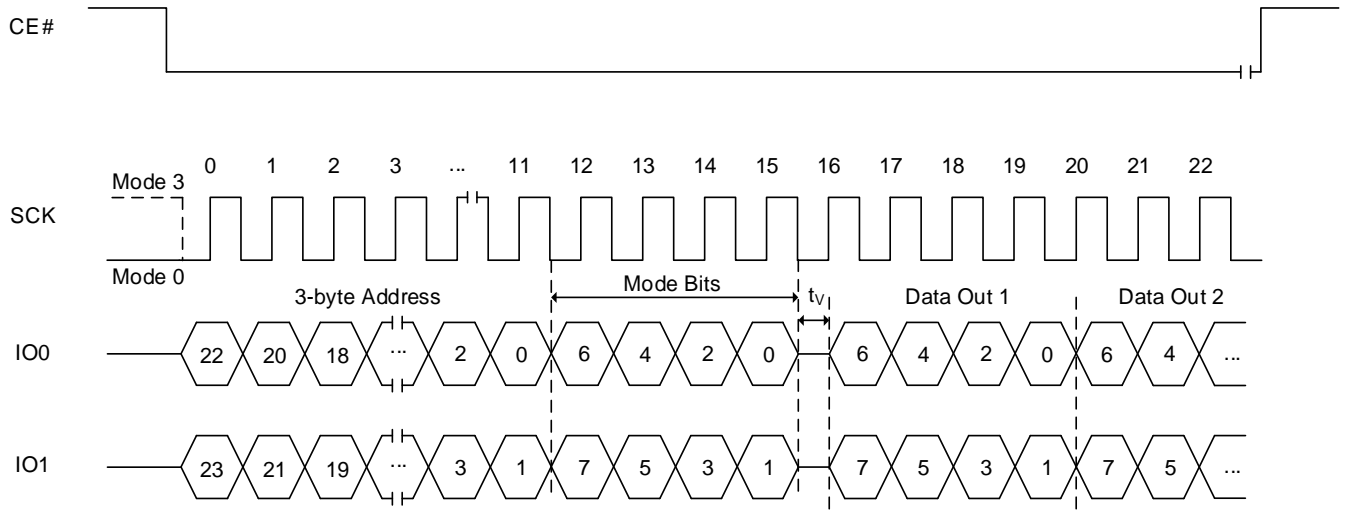 CE#
0 1 2 3 ... 11 12 13 14 15 16 17 18 19 20 21 22
Mode 3
SCK
Mode 0
3-byte Address Mode Bits tV Data Out 1 Data Out 2
IO0 22 20 18 ... 2 0 6 4 2 0 6 4 2 0 6 4 ...
IO1 23 21 19 ... 3 1 7 5 3 1 7 5 3 1 7 5 ...